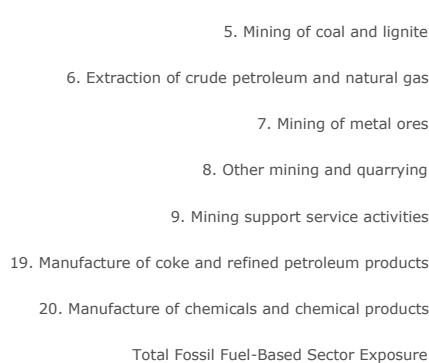 5. Mining of coal and lignite
6. Extraction of crude petroleum and natural gas
7. Mining of metal ores
8. Other mining and quarrying
9. Mining support service activities
19. Manufacture of coke and refined petroleum products
20. Manufacture of chemicals and chemical products
Total Fossil Fuel-Based Sector Exposure